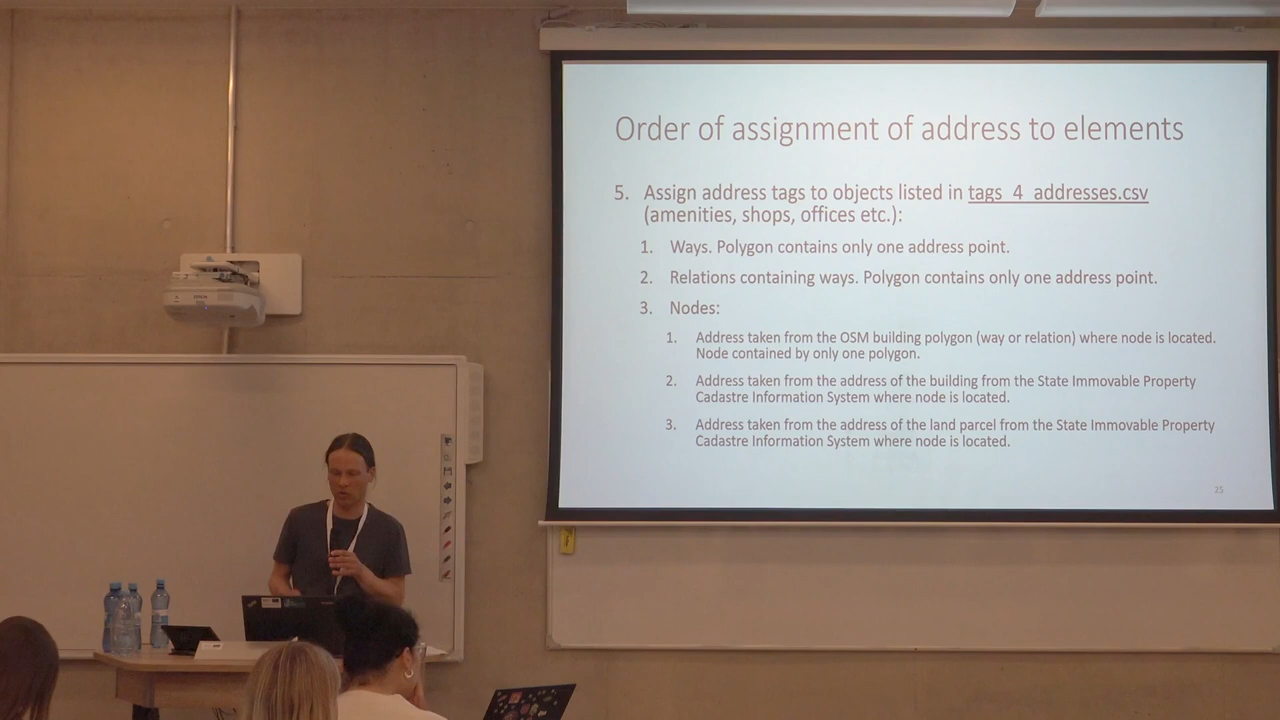 Order of assignment of address to elements
5. Assign address tags to objects listed in tags_4_addresses.csv
(amenities, shops, offices etc.):
1. Ways. Polygon contains only one address point.
2. Relations containing ways. Polygon contains only one address point.
3. Nodes:
1. Address taken from the OSM building polygon (way or relation) where node is located.
Node contained by only one polygon.
2. Address taken from the address of the building from the State Immovable Property
Cadastre Information System where node is located.
3. Address taken from the address of the land parcel from the State Immovable Property
Cadastre Information System where node is located.
25
EPSON